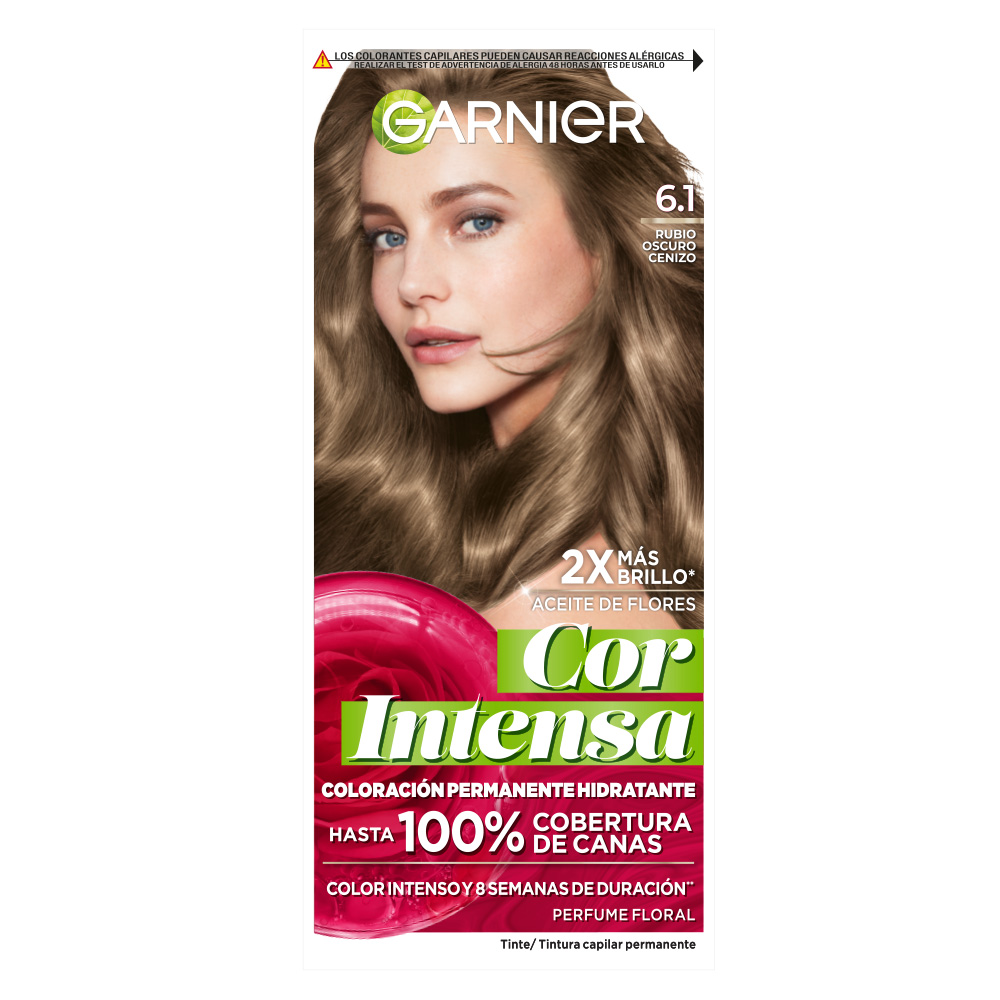 LOS COLORANTES CAPILARES PUEDEN CAUSAR REACCIONES ALÉRGICAS
REALIZAR EL TEST DE ADVERTENCIA DE ALERGIA 48 HORAS ANTES DE USARLO
GARNIER
6.1
RUBIO
OSCURO
CENIZO
2X MÁS
BRILLO*
ACEITE DE FLORES
Cor
Intensa
COLORACIÓN PERMANENTE HIDRATANTE
HASTA 100% COBERTURA
DE CANAS
COLOR INTENSO Y 8 SEMANAS DE DURACIÓN**
PERFUME FLORAL
Tinte/ Tintura capilar permanente